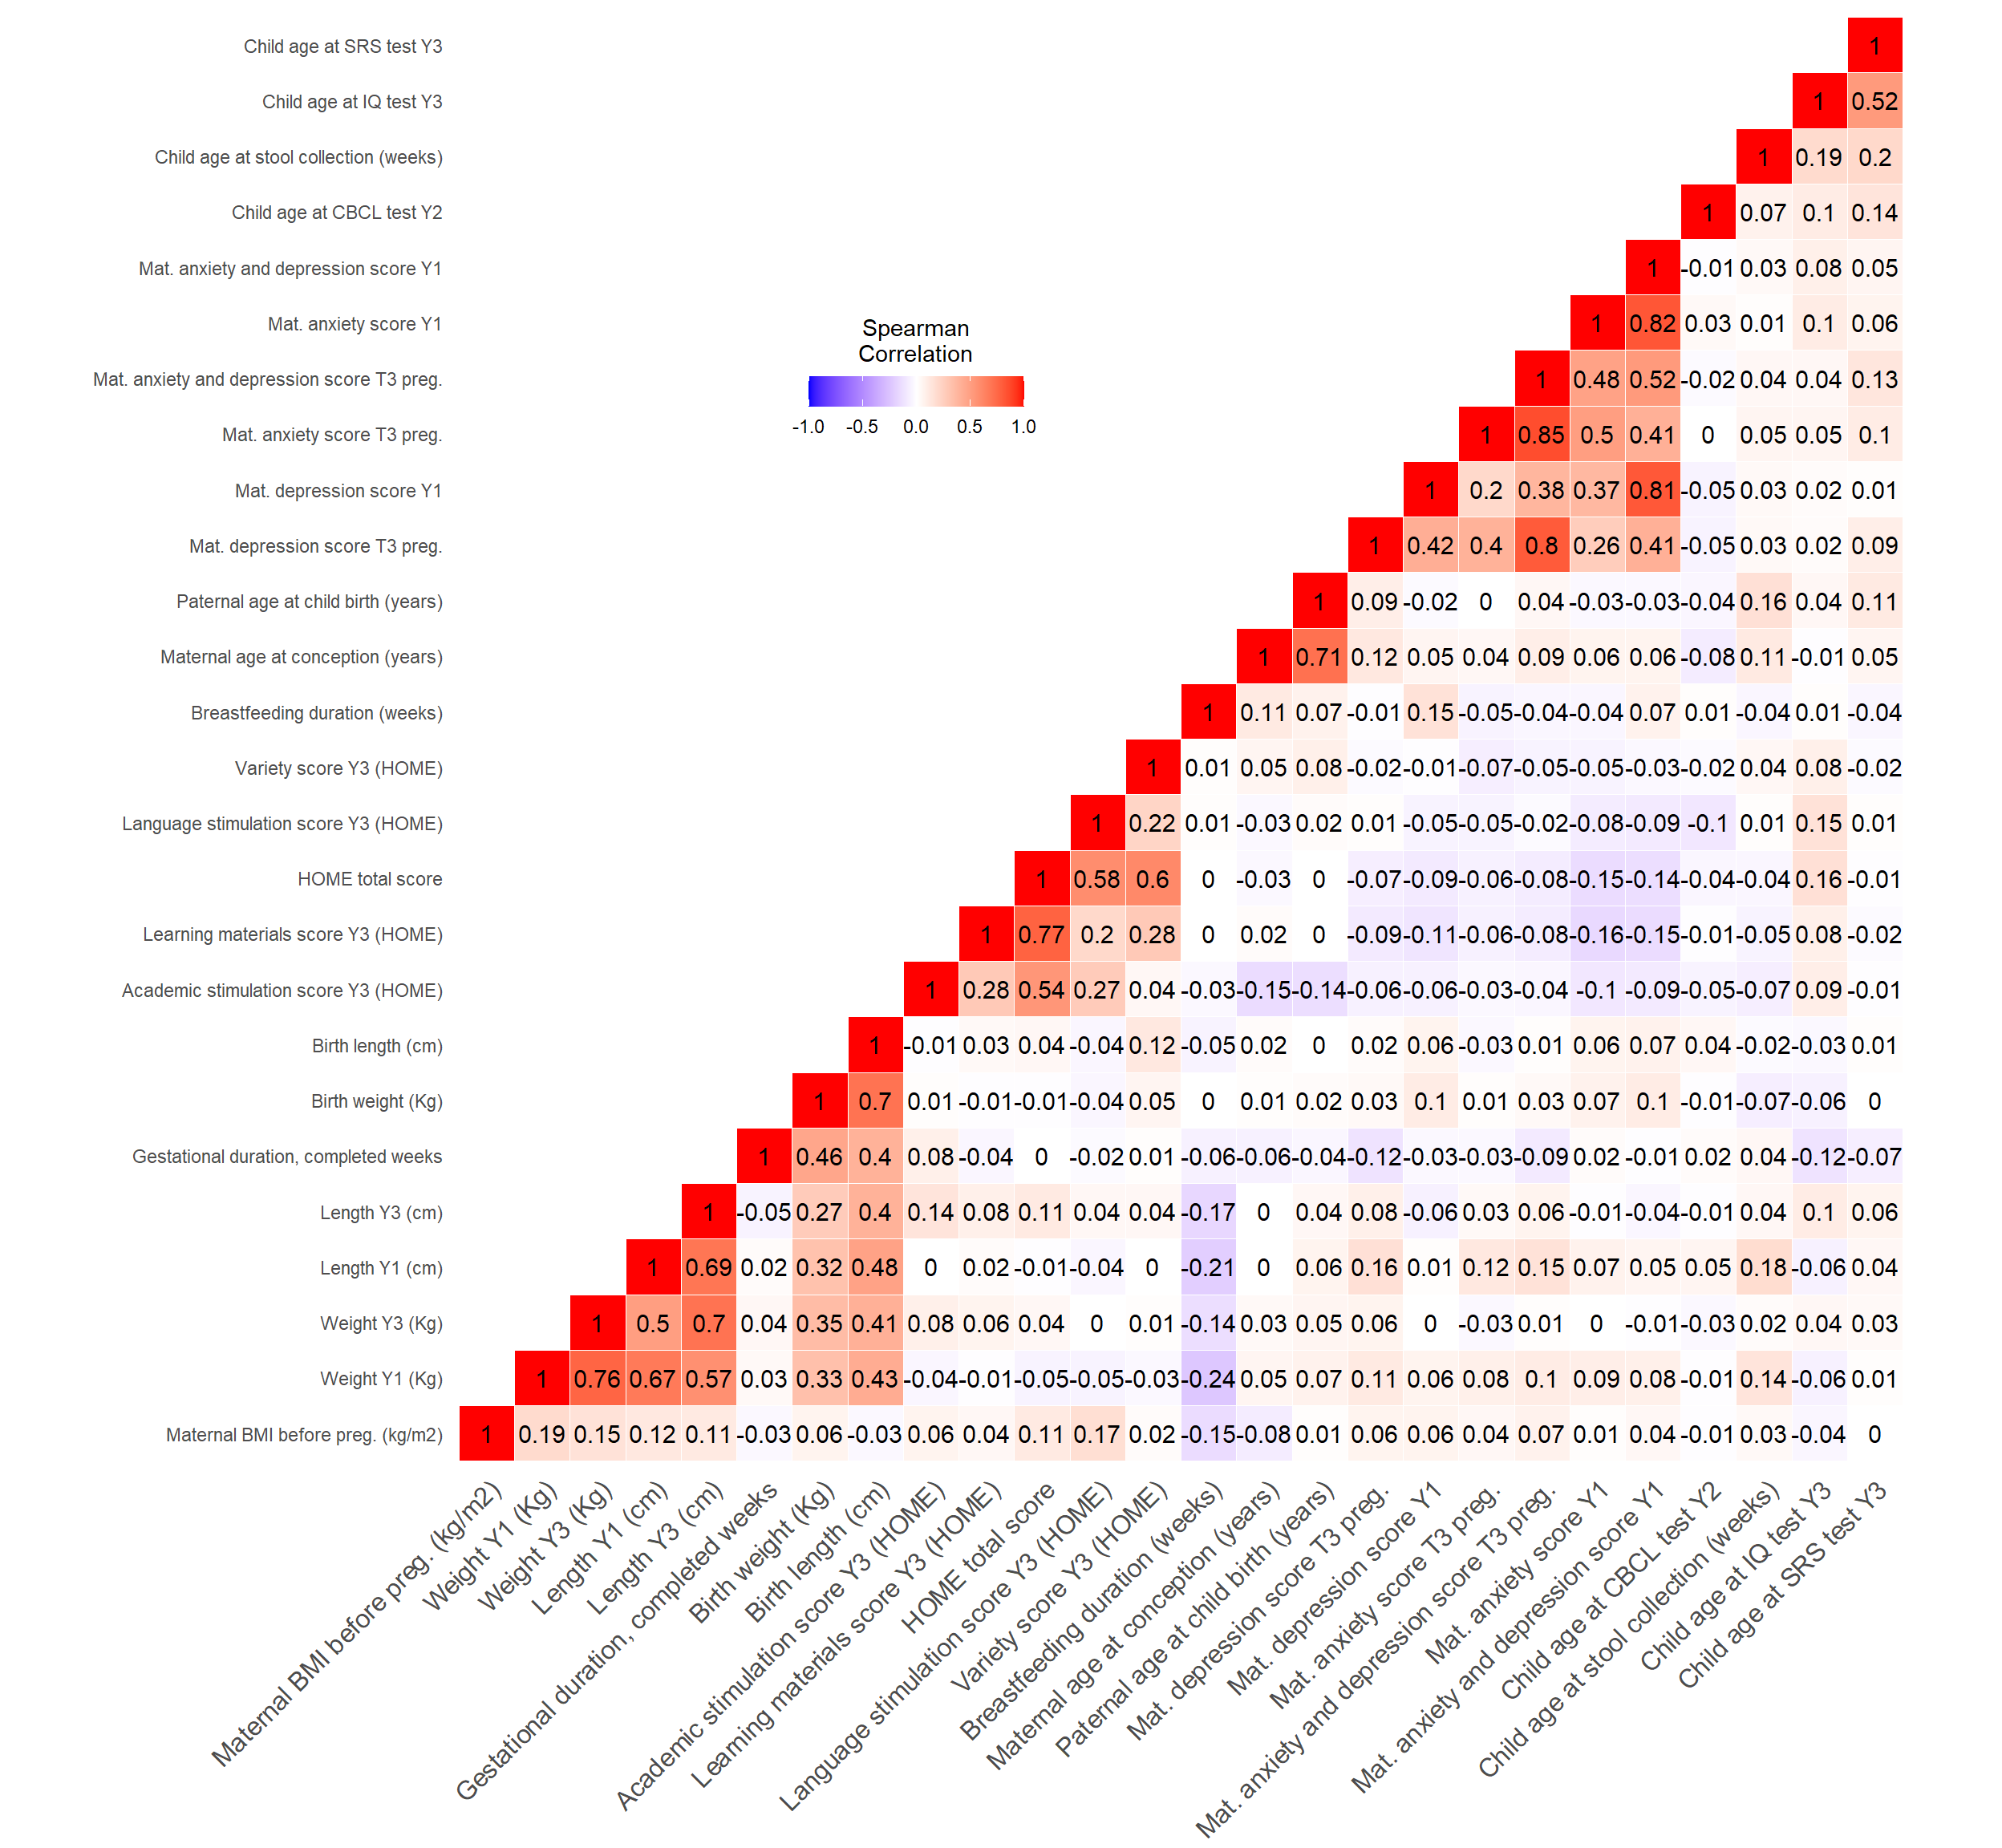 Child age at SRS test Y3 1
Child age at IQ test Y3 1 0.52
Child age at stool collection (weeks) 1 0.19 0.2
Child age at CBCL test Y2 1 0.07 0.1 0.14
Mat. anxiety and depression score Y1 1 -0.01 0.03 0.08 0.05
Mat. anxiety score Y1 1 0.82 0.03 0.01 0.1 0.06
Spearman
Correlation
-1.0 -0.5 0.0 0.5 1.0
Mat. anxiety and depression score T3 preg. 1 0.48 0.52 -0.02 0.04 0.04 0.13
Mat. anxiety score T3 preg. 1 0.85 0.5 0.41 0 0.05 0.05 0.1
Mat. depression score Y1 1 0.2 0.38 0.37 0.81 -0.05 0.03 0.02 0.01
Mat. depression score T3 preg. 1 0.42 0.4 0.8 0.26 0.41 -0.05 0.03 0.02 0.09
Paternal age at child birth (years) 1 0.09 -0.02 0 0.04 -0.03 -0.03 -0.04 0.16 0.04 0.11
Maternal age at conception (years) 1 0.71 0.12 0.05 0.04 0.09 0.06 0.06 -0.08 0.11 -0.01 0.05
Breastfeeding duration (weeks) 1 0.11 0.07 -0.01 0.15 -0.05 -0.04 -0.04 0.07 0.01 -0.04 0.01 -0.04
Variety score Y3 (HOME) 1 0.01 0.05 0.08 -0.02 -0.01 -0.07 -0.05 -0.05 -0.03 -0.02 0.04 0.08 -0.02
Language stimulation score Y3 (HOME) 1 0.22 0.01 -0.03 0.02 0.01 -0.05 -0.05 -0.02 -0.08 -0.09 -0.1 0.01 0.15 0.01
HOME total score 1 0.58 0.6 0 -0.03 0 -0.07 -0.09 -0.06 -0.08 -0.15 -0.14 -0.04 -0.04 0.16 -0.01
Learning materials score Y3 (HOME) 1 0.77 0.2 0.28 0 0.02 0 -0.09 -0.11 -0.06 -0.08 -0.16 -0.15 -0.01 -0.05 0.08 -0.02
Academic stimulation score Y3 (HOME) 1 0.28 0.54 0.27 0.04 -0.03 -0.15 -0.14 -0.06 -0.06 -0.03 -0.04 -0.1 -0.09 -0.05 -0.07 0.09 -0.01
Birth length (cm) 1 -0.01 0.03 0.04 -0.04 0.12 -0.05 0.02 0 0.02 0.06 -0.03 0.01 0.06 0.07 0.04 -0.02 -0.03 0.01
Birth weight (Kg) 1 0.7 0.01 -0.01 -0.01 -0.04 0.05 0 0.01 0.02 0.03 0.1 0.01 0.03 0.07 0.1 -0.01 -0.07 -0.06 0
Gestational duration, completed weeks 1 0.46 0.4 0.08 -0.04 0 -0.02 0.01 -0.06 -0.06 -0.04 -0.12 -0.03 -0.03 -0.09 0.02 -0.01 0.02 0.04 -0.12 -0.07
Length Y3 (cm) 1 -0.05 0.27 0.4 0.14 0.08 0.11 0.04 0.04 -0.17 0 0.04 0.08 -0.06 0.03 0.06 -0.01 -0.04 -0.01 0.04 0.1 0.06
Length Y1 (cm) 1 0.69 0.02 0.32 0.48 0 0.02 -0.01 -0.04 0 -0.21 0 0.06 0.16 0.01 0.12 0.15 0.07 0.05 0.05 0.18 -0.06 0.04
Weight Y3 (Kg) 1 0.5 0.7 0.04 0.35 0.41 0.08 0.06 0.04 0 0.01 -0.14 0.03 0.05 0.06 0 -0.03 0.01 0 -0.01 -0.03 0.02 0.04 0.03
Weight Y1 (Kg) 1 0.76 0.67 0.57 0.03 0.33 0.43 -0.04 -0.01 -0.05 -0.05 -0.03 -0.24 0.05 0.07 0.11 0.06 0.08 0.1 0.09 0.08 -0.01 0.14 -0.06 0.01
Maternal BMI before preg. (kg/m2) 1 0.19 0.15 0.12 0.11 -0.03 0.06 -0.03 0.06 0.04 0.11 0.17 0.02 -0.15 -0.08 0.01 0.06 0.06 0.04 0.07 0.01 0.04 -0.01 0.03 -0.04 0
Maternal BMI before preg. (kg/m2)
Weight Y1 (Kg)
Weight Y3 (Kg)
Length Y1 (cm)
Length Y3 (cm)
Gestational duration, completed weeks
Birth weight (Kg)
Birth length (cm)
Academic stimulation score Y3 (HOME)
Learning materials score Y3 (HOME)
HOME total score
Language stimulation score Y3 (HOME)
Variety score Y3 (HOME)
Breastfeeding duration (weeks)
Maternal age at conception (years)
Paternal age at child birth (years)
Mat. depression score T3 preg.
Mat. depression score Y1
Mat. anxiety score T3 preg.
Mat. anxiety and depression score T3 preg.
Mat. anxiety score Y1
Mat. anxiety and depression score Y1
Child age at CBCL test Y2
Child age at stool collection (weeks)
Child age at IQ test Y3
Child age at SRS test Y3